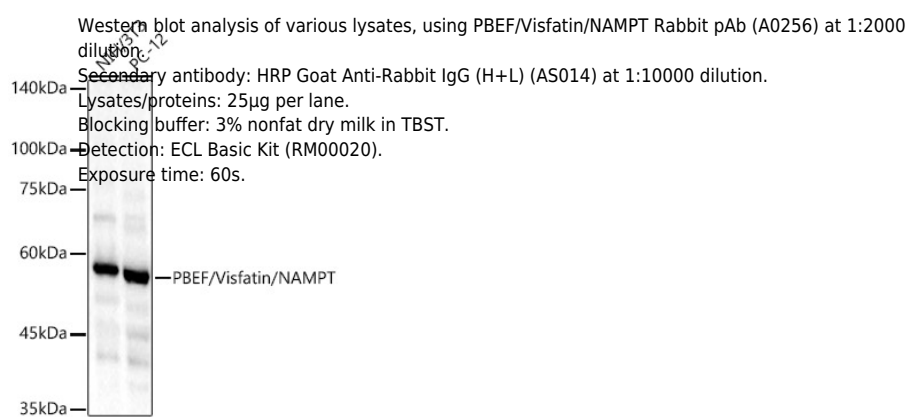 Western blot analysis of various lysates, using PBEF/Visfatin/NAMPT Rabbit pAb (A0256) at 1:2000
dilution.
Secondary antibody: HRP Goat Anti-Rabbit IgG (H+L) (AS014) at 1:10000 dilution.
Lysates/proteins: 25μg per lane.
Blocking buffer: 3% nonfat dry milk in TBST.
Detection: ECL Basic Kit (RM00020).
Exposure time: 60s.
NIH/3T3
PC-12
140kDa
100kDa
75kDa
60kDa
PBEF/Visfatin/NAMPT
45kDa
35kDa